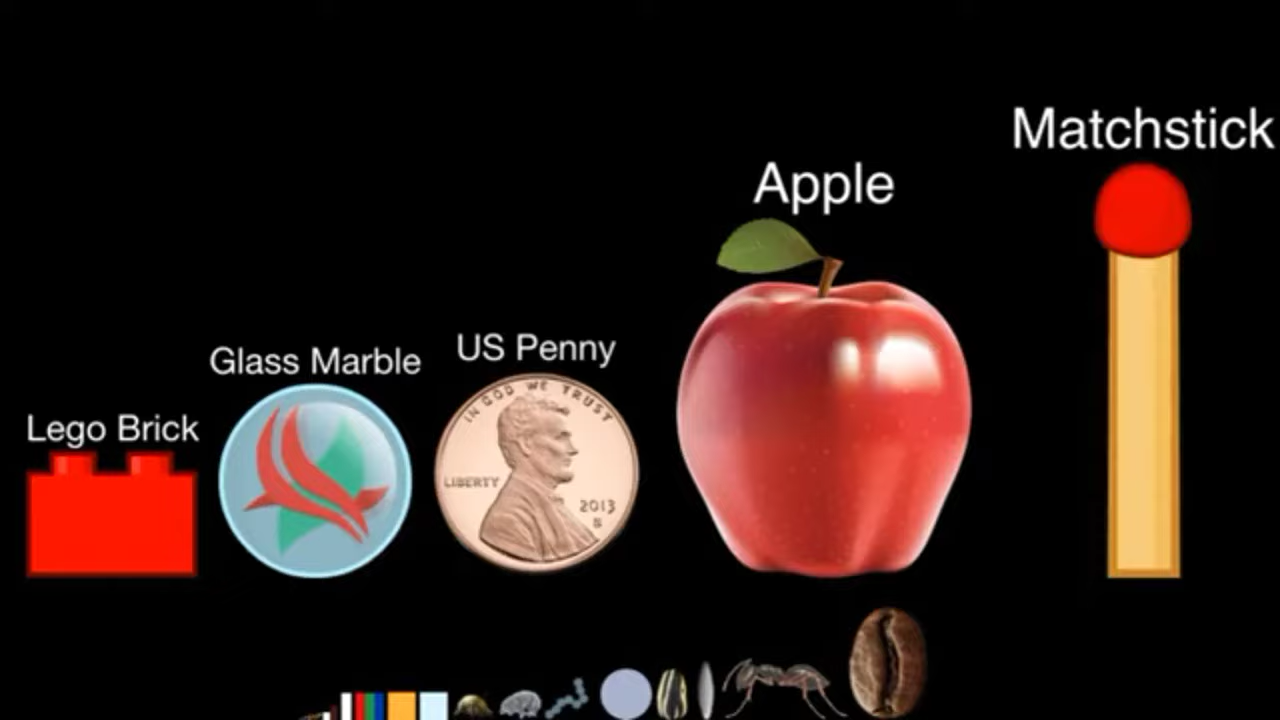 Lego Brick
Glass Marble
US Penny
Apple
Matchstick
IN GOD WE TRUST
LIBERTY
2013
S